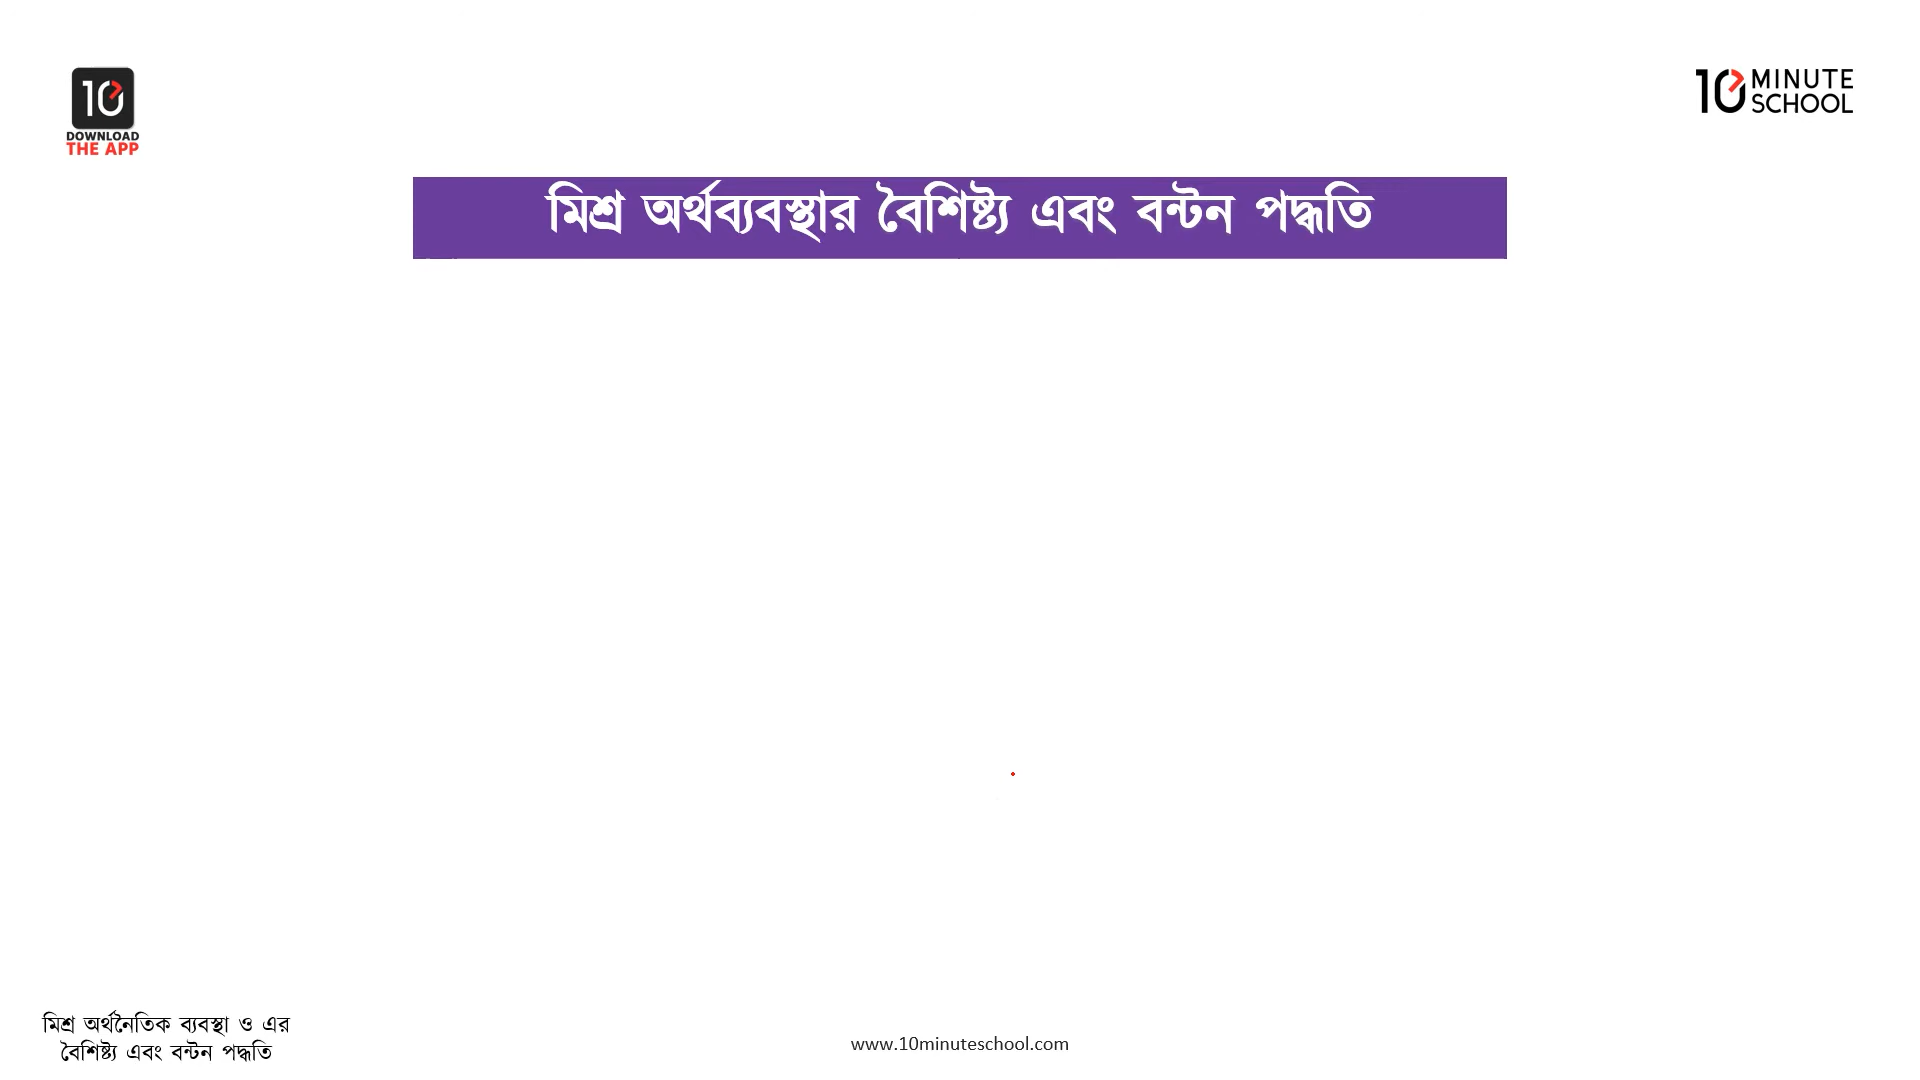 10 MINUTE
SCHOOL
10
DOWNLOAD
THE APP
মিশ্র অর্থব্যবস্থার বৈশিষ্ট্য এবং বন্টন পদ্ধতি
মিশ্র অর্থনৈতিক ব্যবস্থা ও এর
বৈশিষ্ট্য এবং বন্টন পদ্ধতি
www.10minuteschool.com